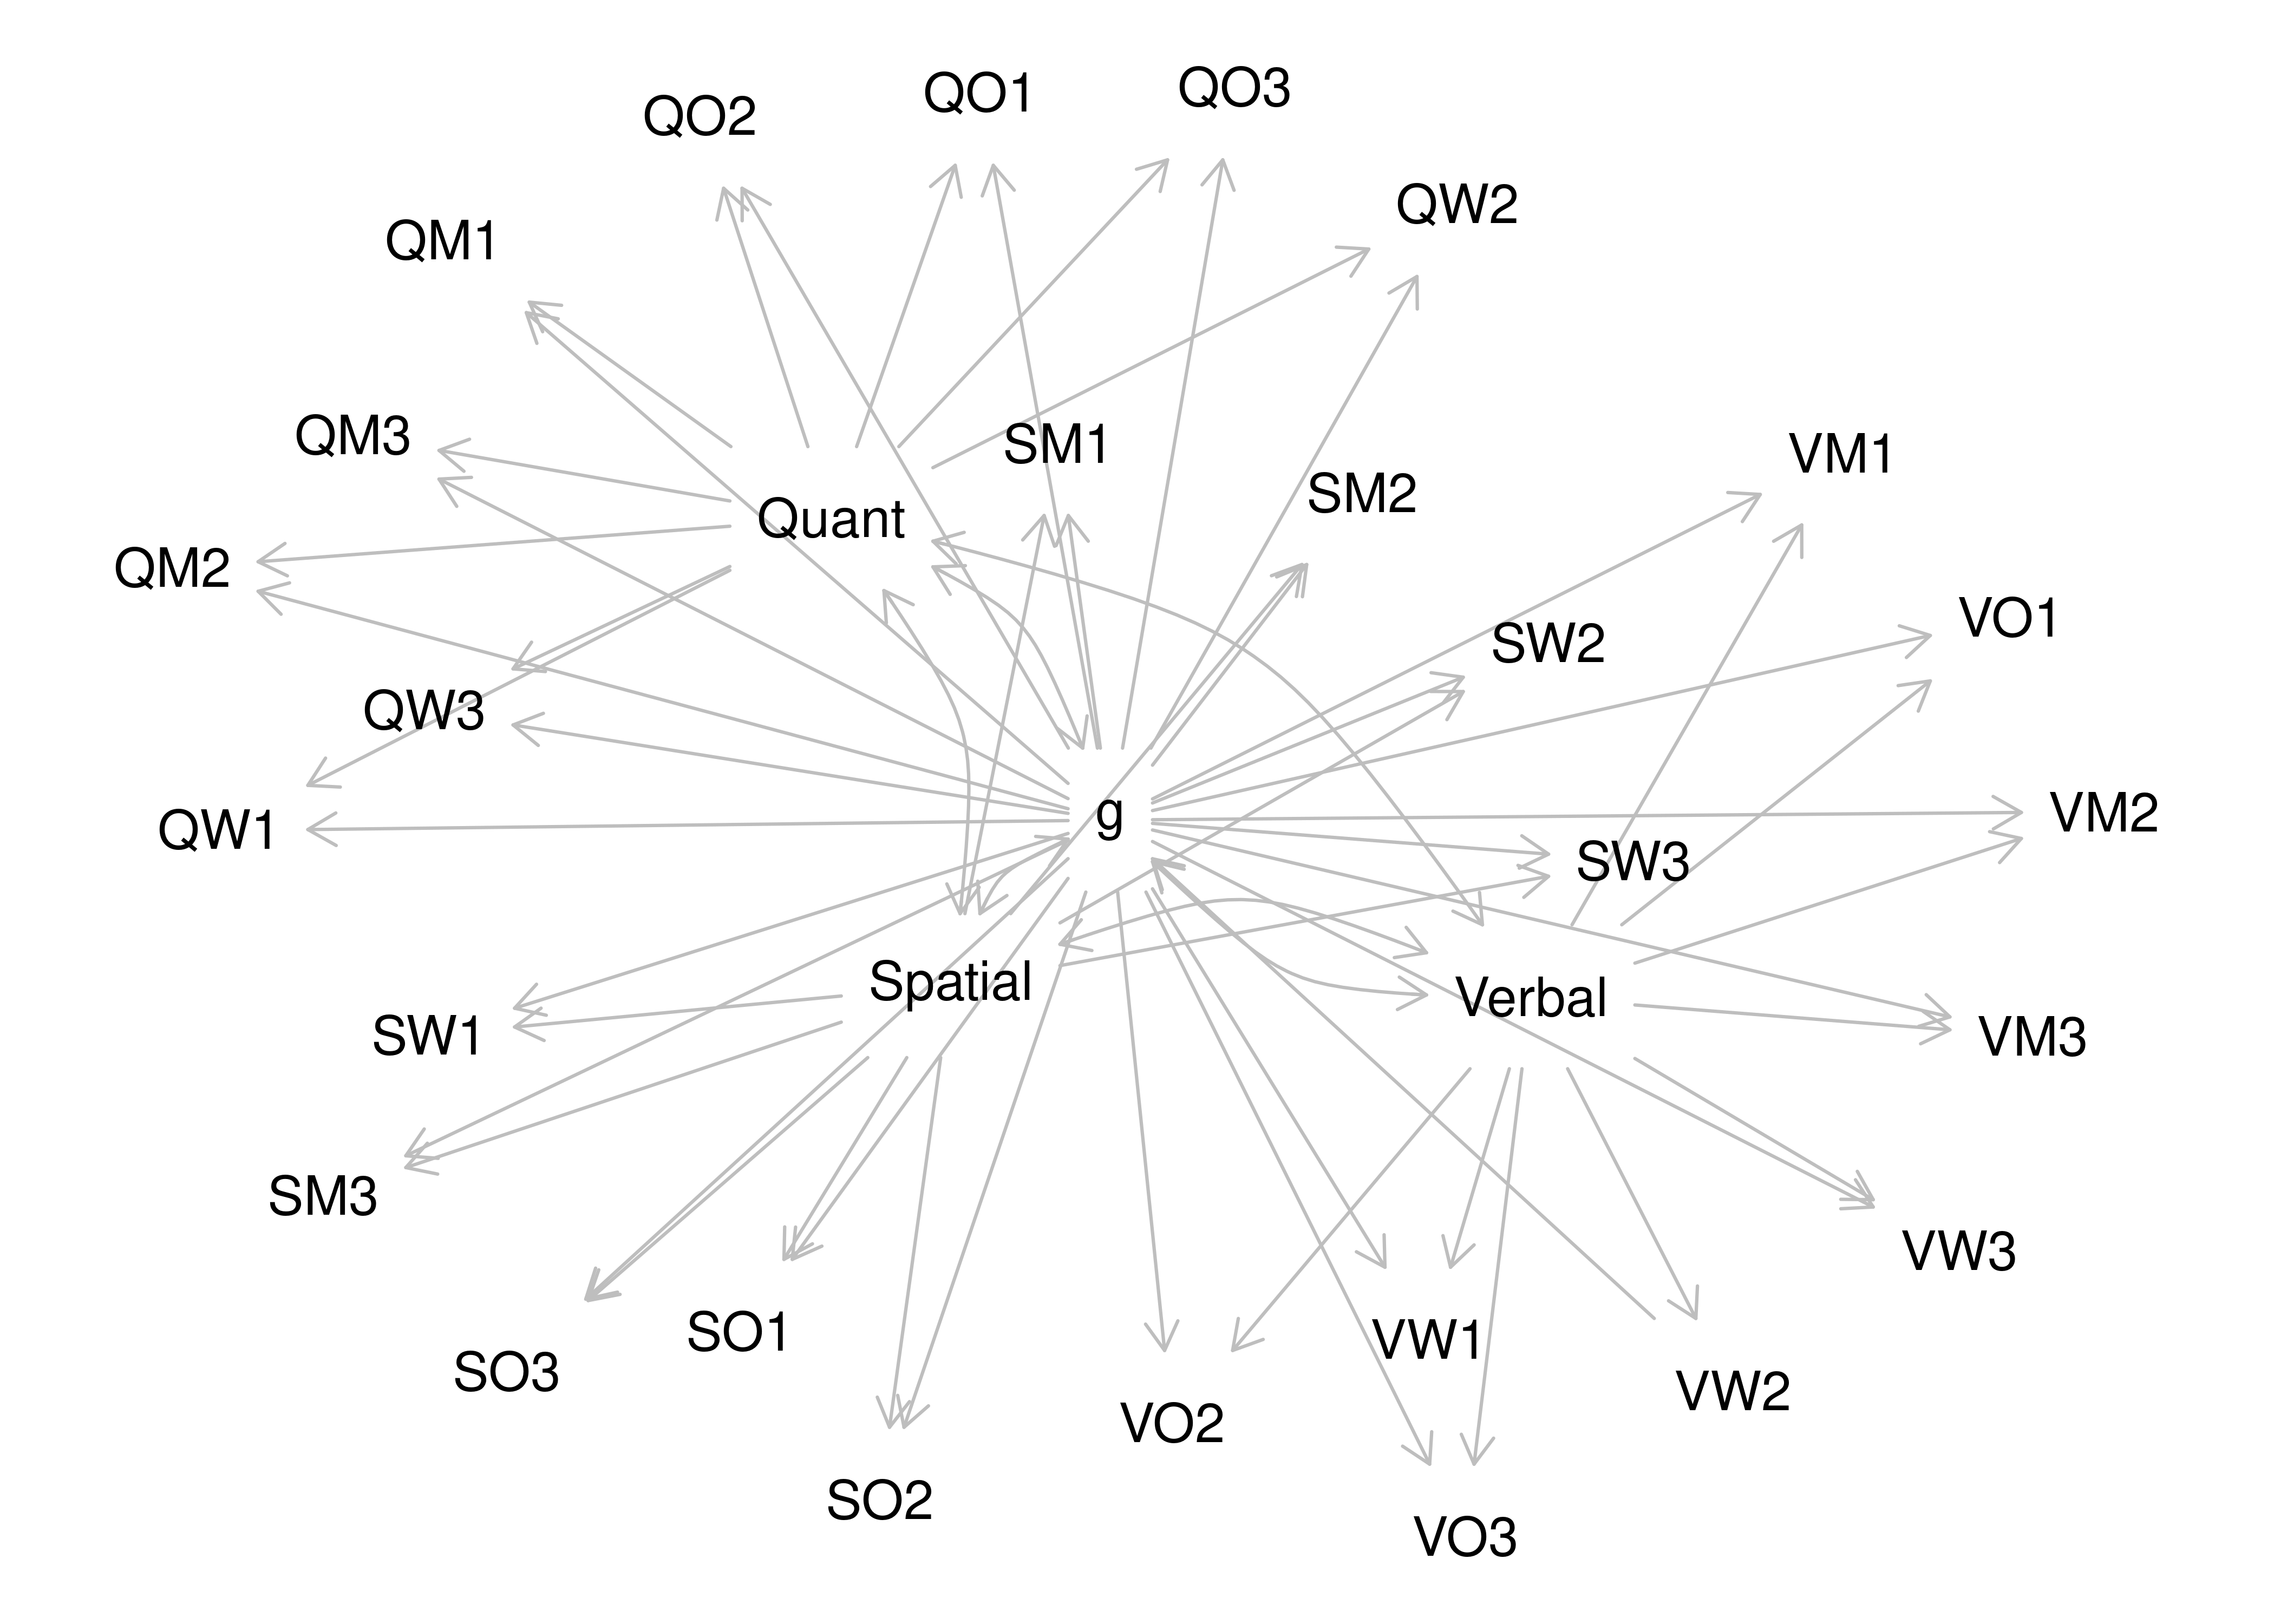 QO3
QO1
QO2
QW2
QM1
QM3
SM1
VM1
SM2
Quant
QM2
VO1
SW2
QW3
g
VM2
QW1
SW3
Spatial
Verbal
SW1
VM3
SM3
VW3
SO1
VW1
SO3
VW2
VO2
SO2
VO3